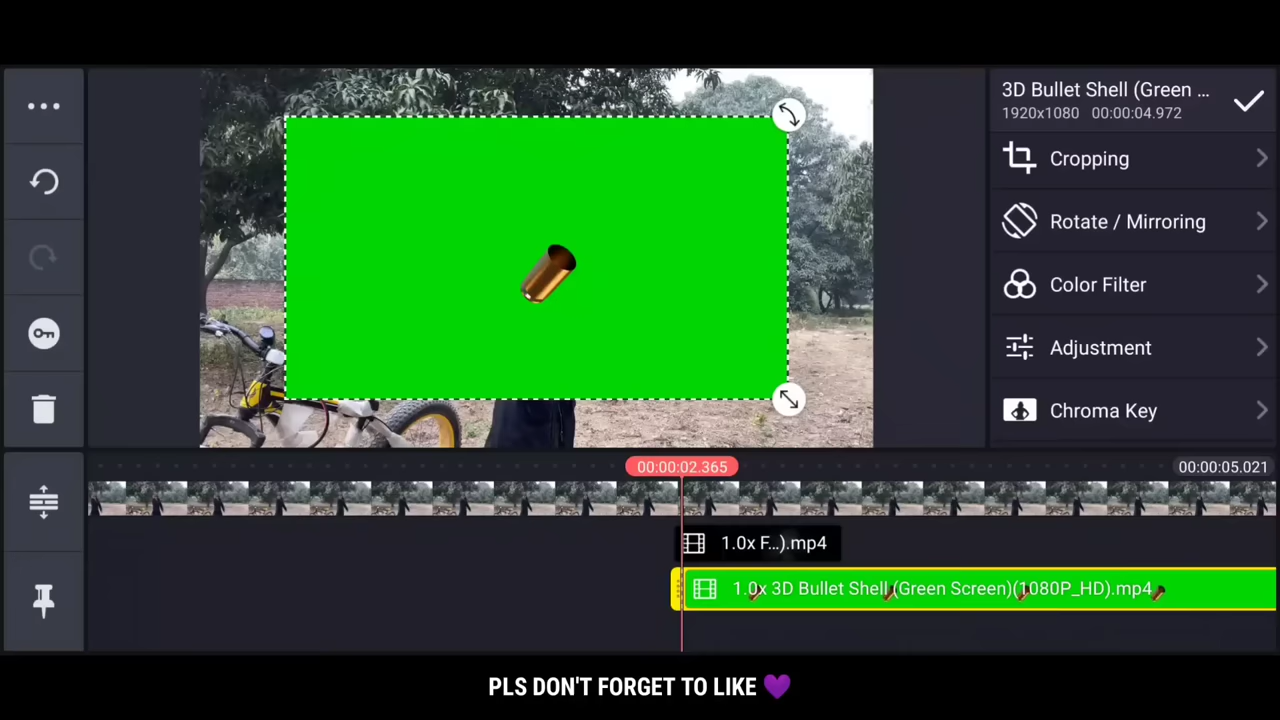 3D Bullet Shell (Green ...
1920x1080 00:00:04.972
Cropping
Rotate / Mirroring
Color Filter
Adjustment
Chroma Key
00:00:02.365
00:00:05.021
1.0x F...).mp4
1.0x 3D Bullet Shell (Green Screen)(1080P_HD).mp4
PLS DON'T FORGET TO LIKE 💜